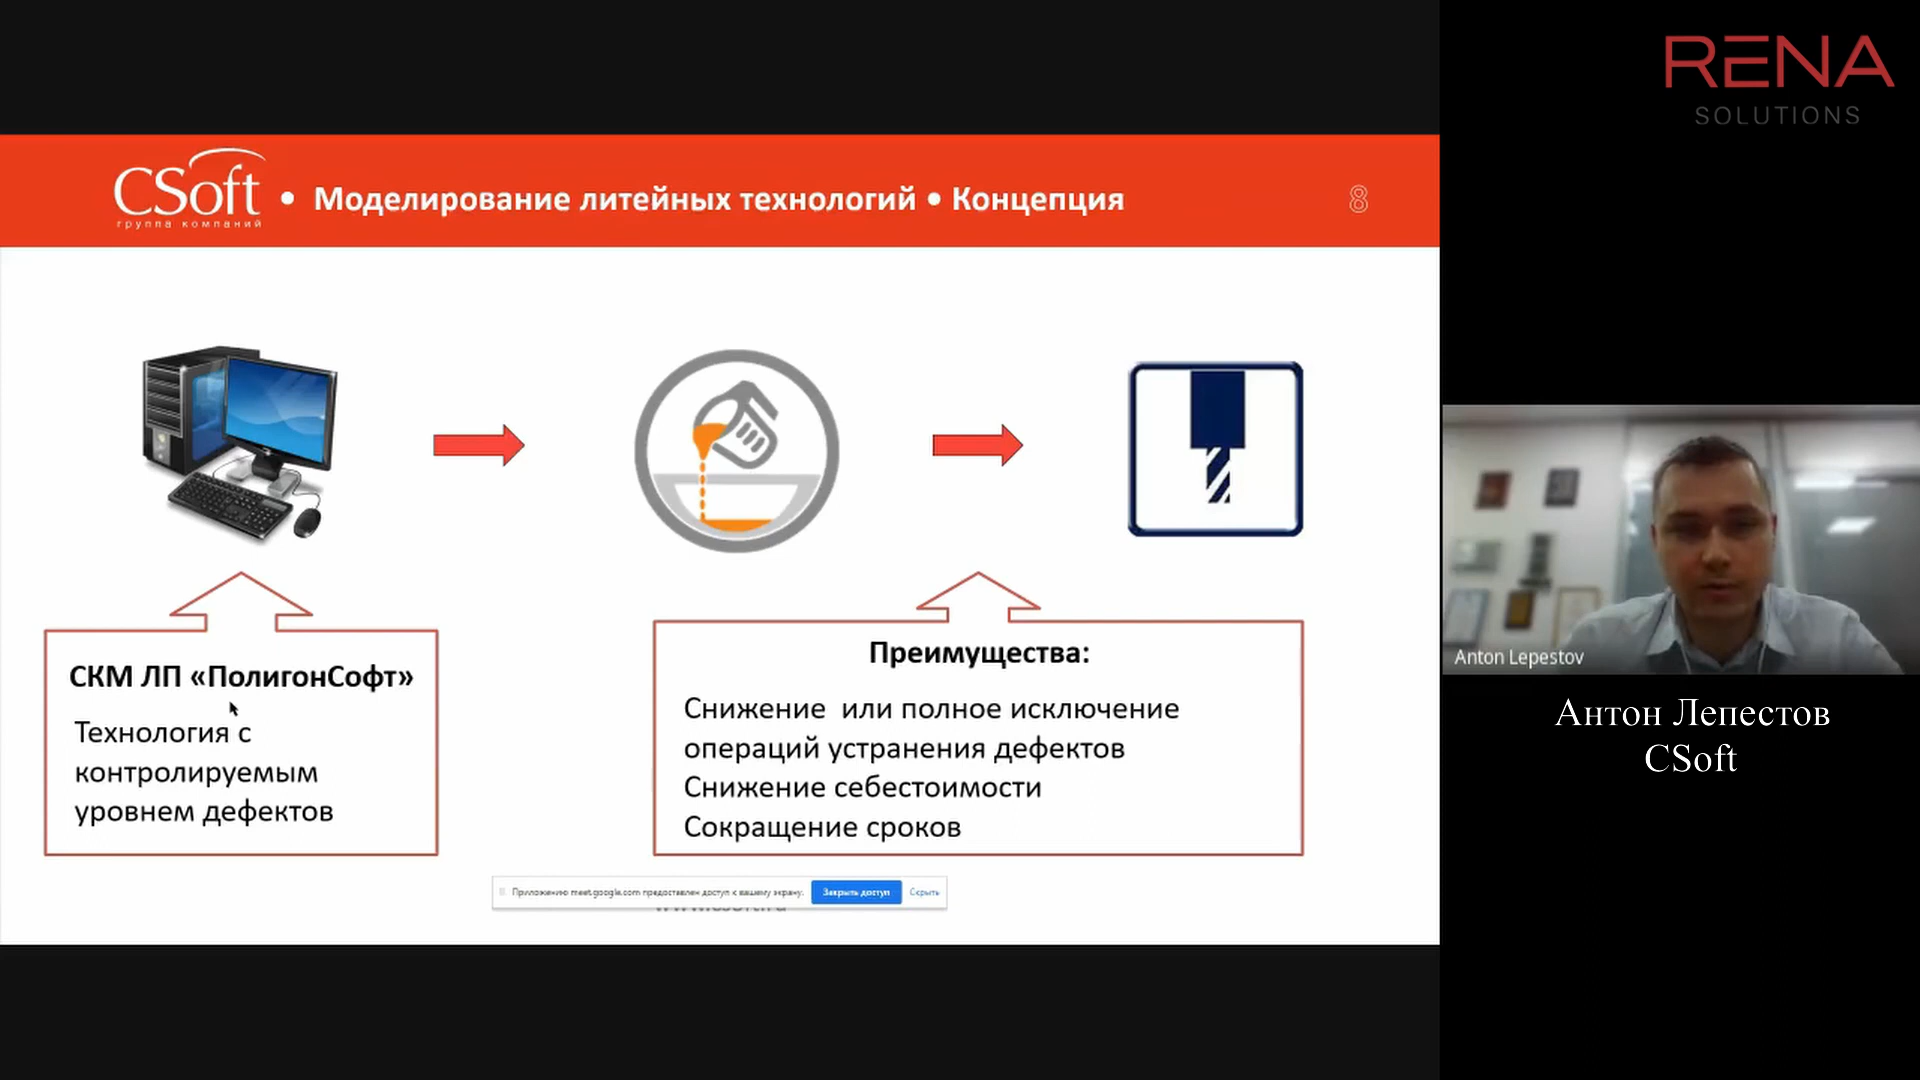 RENA
SOLUTIONS
CSoft
группа компаний
• Моделирование литейных технологий • Концепция
8
СКМ ЛП «ПолигонСофт»
Технология с
контролируемым
уровнем дефектов
Преимущества:
Снижение или полное исключение
операций устранения дефектов
Снижение себестоимости
Сокращение сроков
Приложению meet.google.com предоставлен доступ к вашему экрану.
Закрыть доступ
Скрыть
Anton Lepestov
Антон Лепестов
CSoft